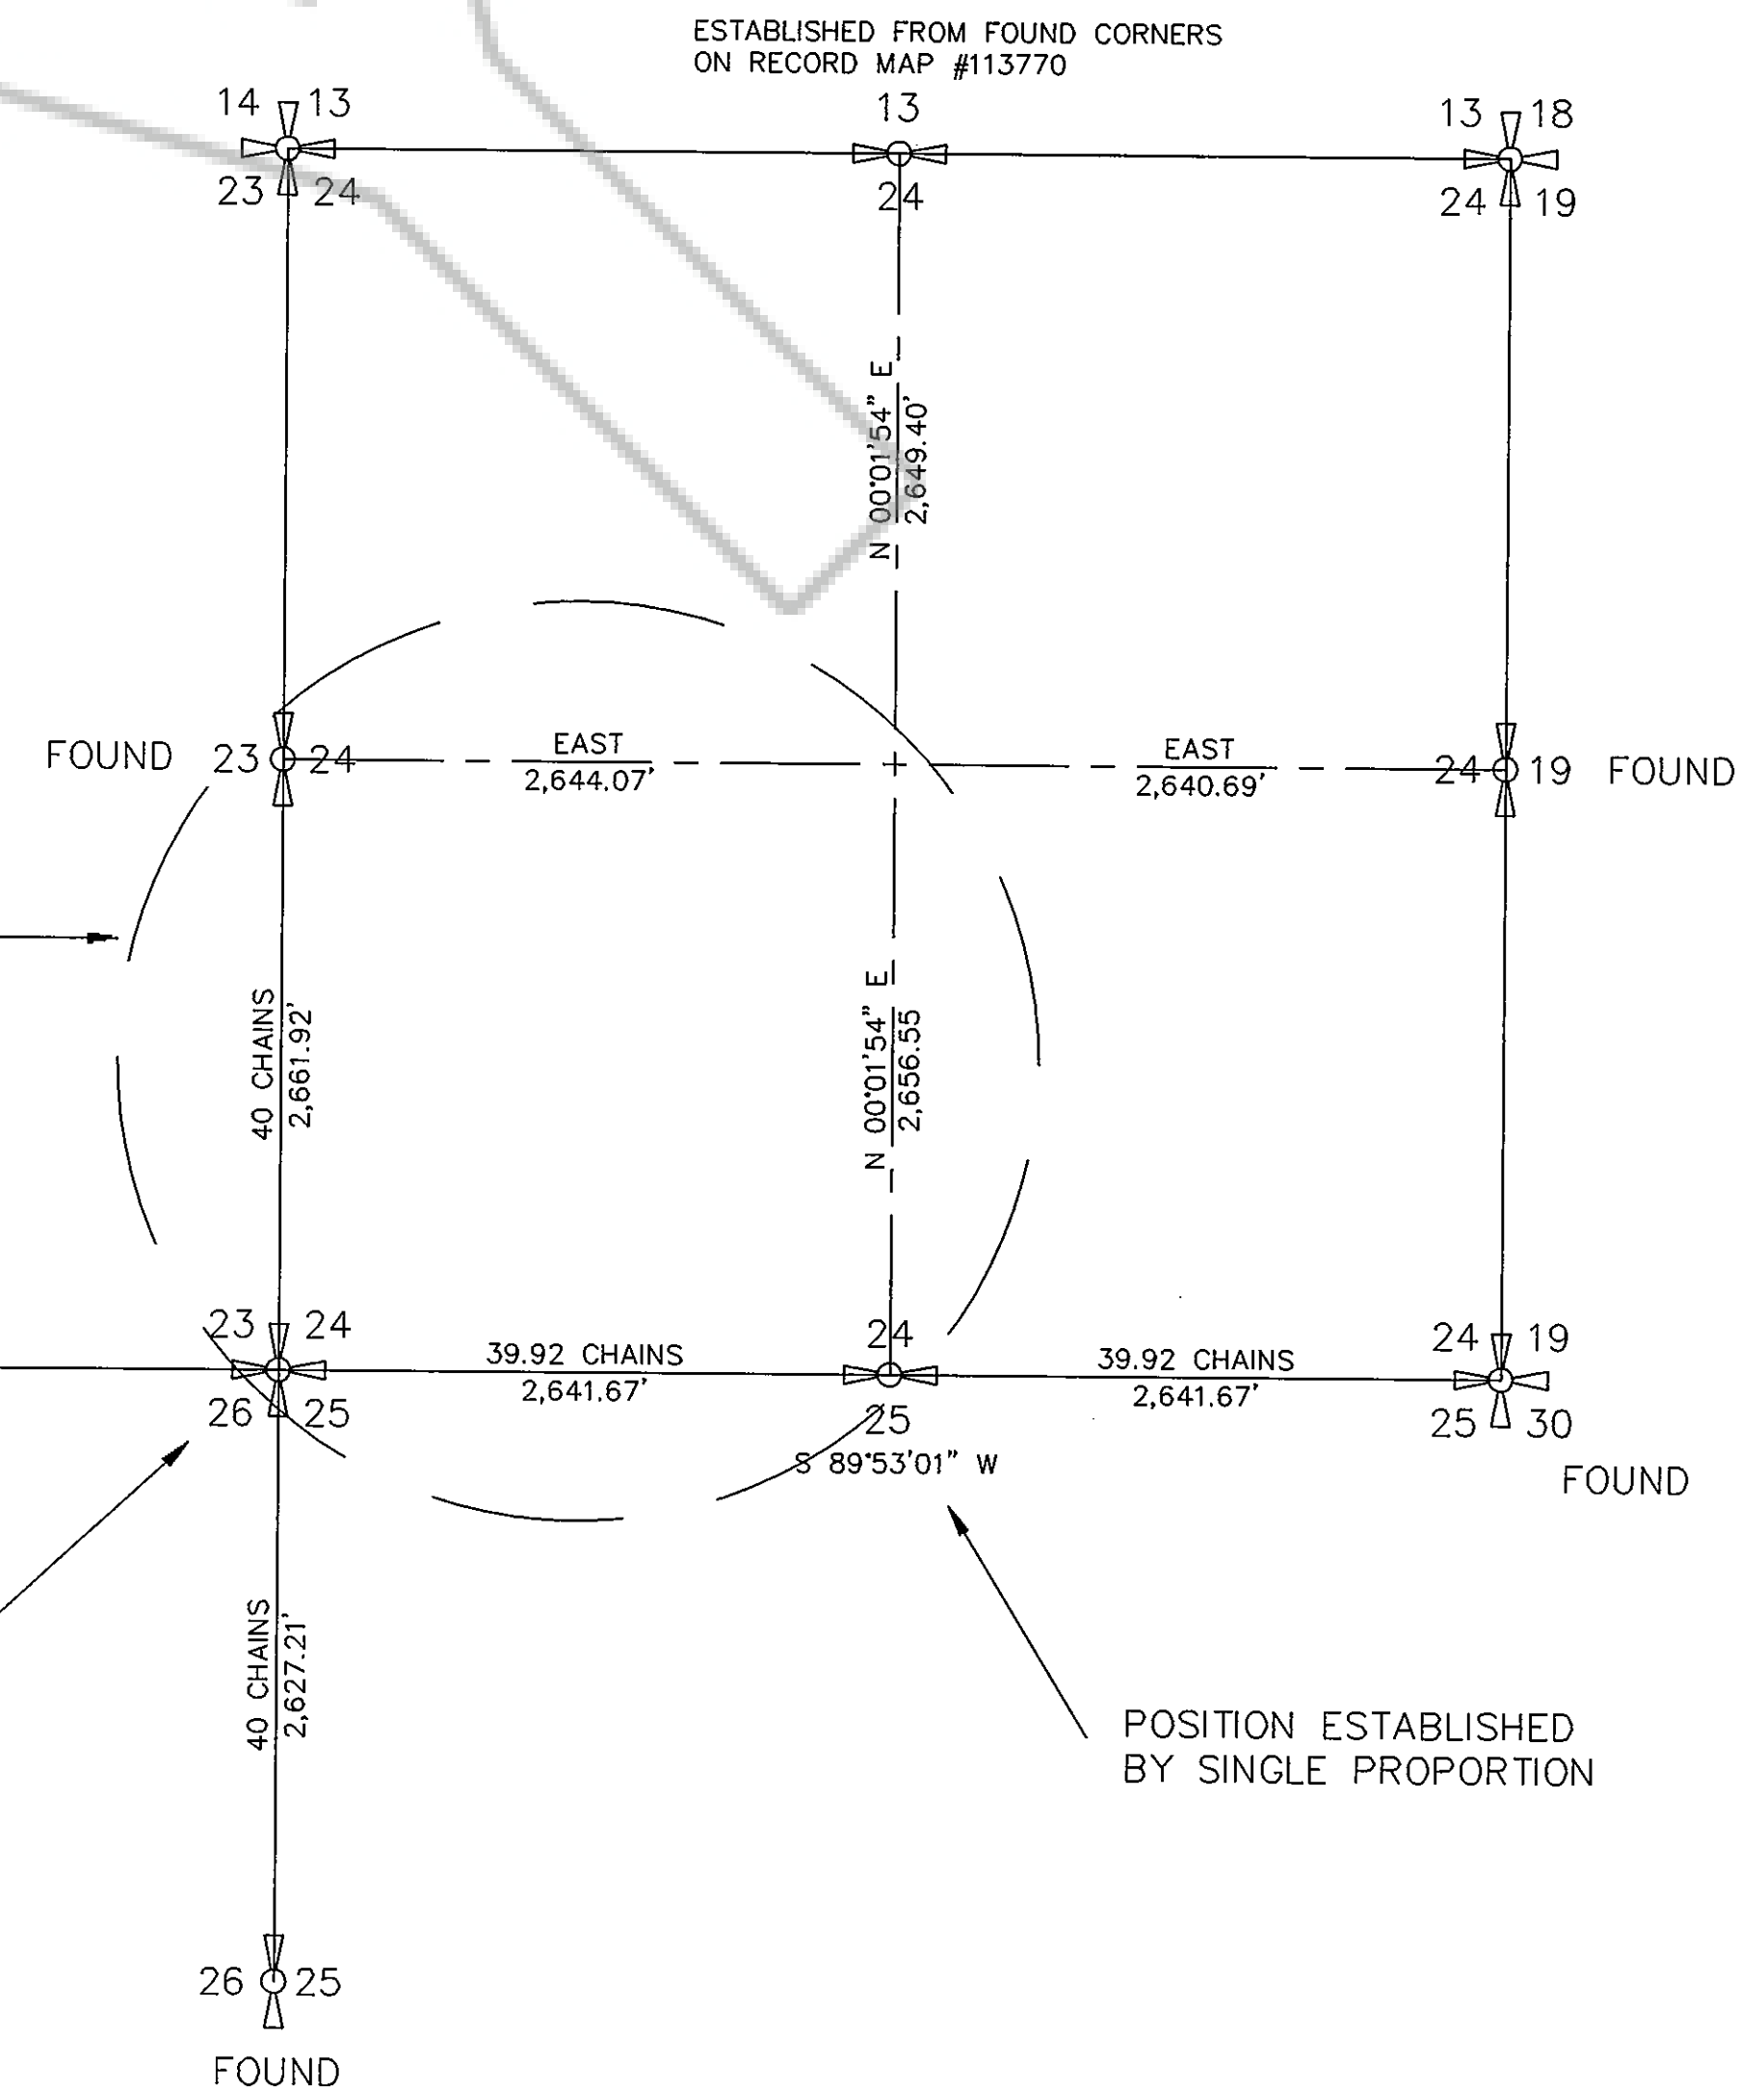 ESTABLISHED FROM FOUND CORNERS
ON RECORD MAP #113770
14 13
13
13 18
23 24
24
24 19
N 00°01'54" E
2,649.40'
FOUND 23 24
EAST
2,644.07'
EAST
2,640.69'
24 19 FOUND
40 CHAINS
2,661.92'
N 00°01'54" E
2,656.55
23 24
24
24 19
39.92 CHAINS
2,641.67'
39.92 CHAINS
2,641.67'
26 25
25
25 30
S 89°53'01" W
FOUND
40 CHAINS
2,627.21'
POSITION ESTABLISHED
BY SINGLE PROPORTION
26 25
FOUND